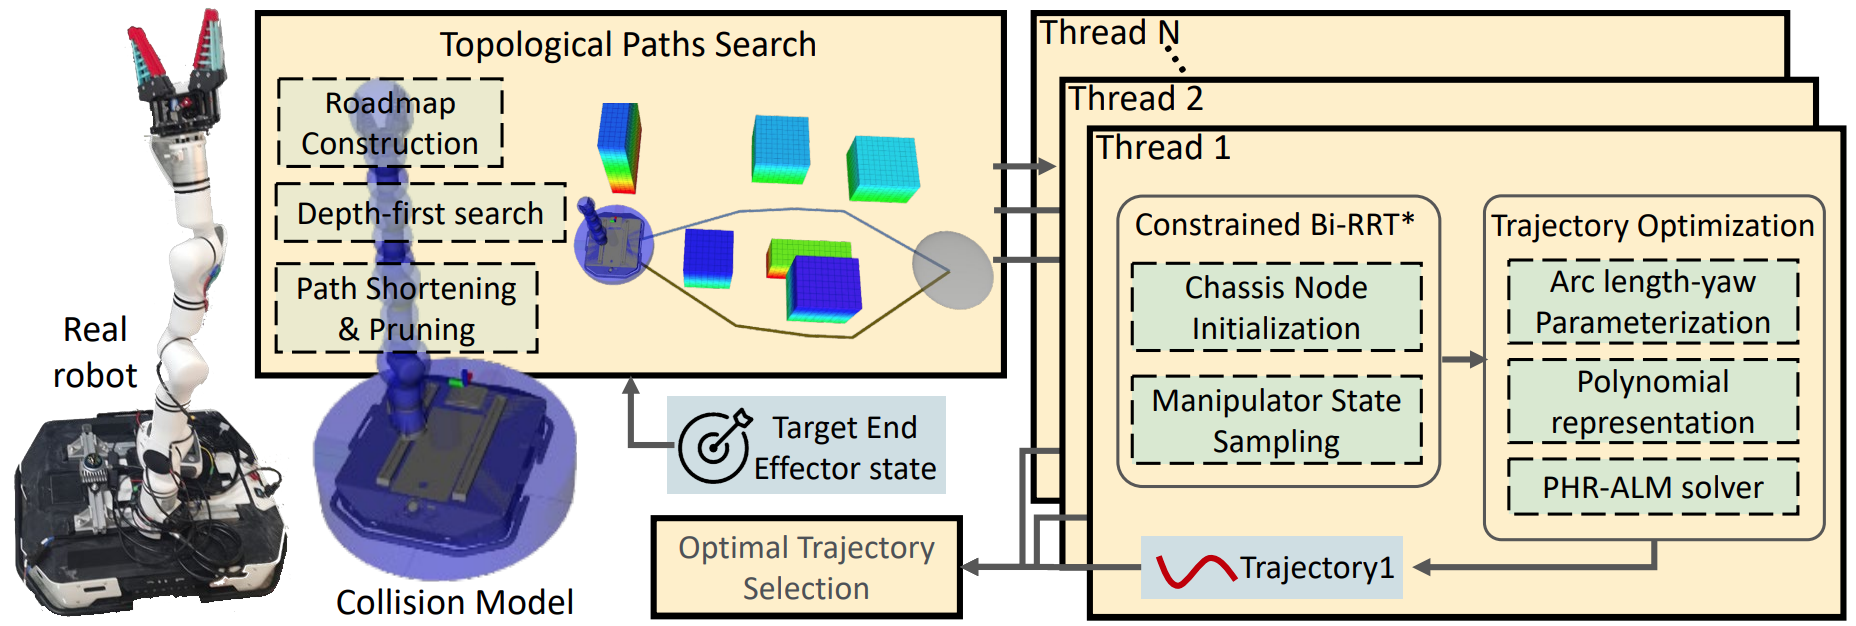 Topological Paths Search
Roadmap
Construction
Depth-first search
Path Shortening
& Pruning
Real
robot
Collision Model
Target End
Effector state
Optimal Trajectory
Selection
Thread N
Thread 2
Thread 1
Constrained Bi-RRT*
Chassis Node
Initialization
Manipulator State
Sampling
Trajectory Optimization
Arc length-yaw
Parameterization
Polynomial
representation
PHR-ALM solver
Trajectory1